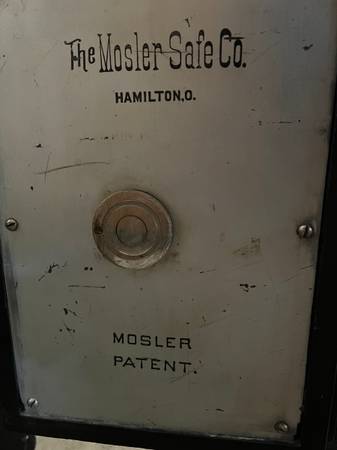 The Mosler Safe Co.
HAMILTON, O.
MOSLER
PATENT.